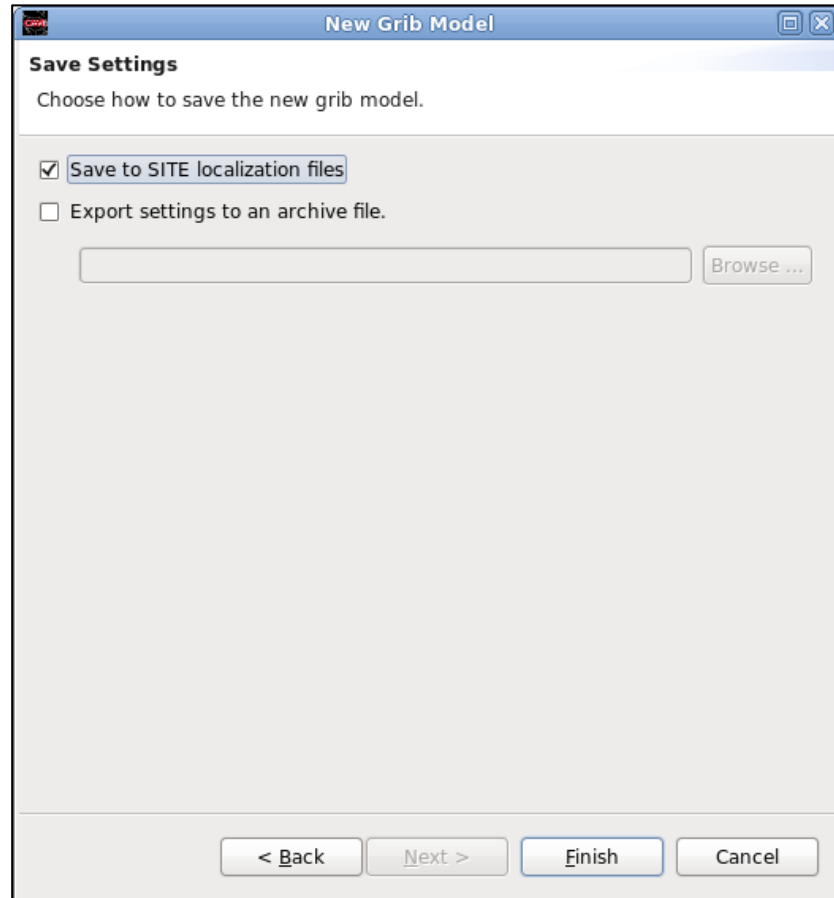 New Grib Model
Save Settings
Choose how to save the new grib model.
Save to SITE localization files
Export settings to an archive file.
Browse ...
< Back Next > Finish Cancel